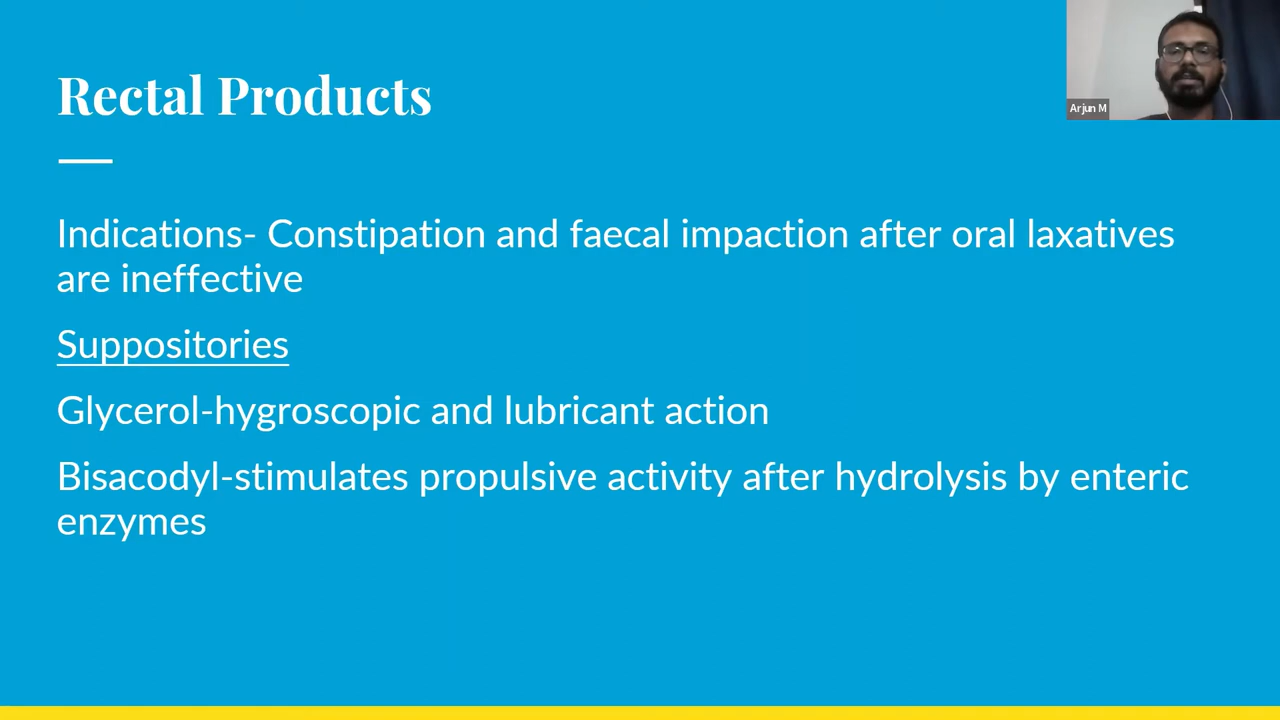 Rectal Products
Arjun M
Indications- Constipation and faecal impaction after oral laxatives
are ineffective
Suppositories
Glycerol-hygroscopic and lubricant action
Bisacodyl-stimulates propulsive activity after hydrolysis by enteric
enzymes